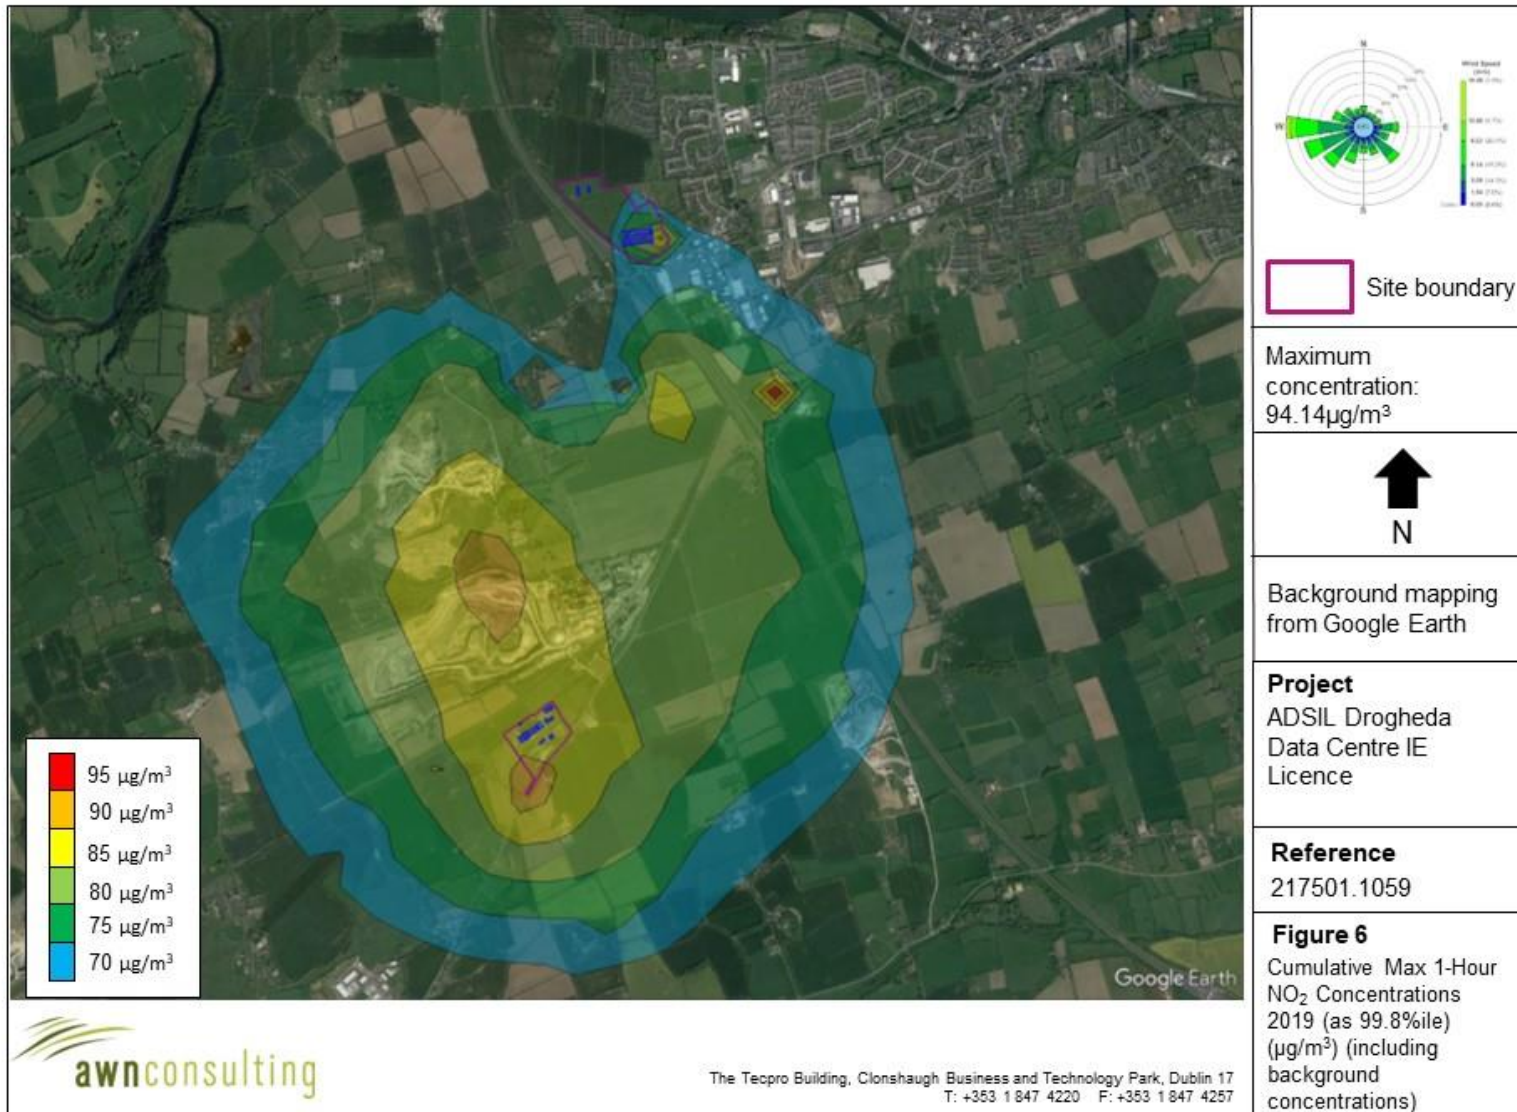 N
W
E
S
Wind Speed
Site boundary
Maximum
concentration:
94.14µg/m³
N
Background mapping
from Google Earth
Project
ADSIL Drogheda
Data Centre IE
Licence
Reference
217501.1059
Figure 6
Cumulative Max 1-Hour
NO₂ Concentrations
2019 (as 99.8%ile)
(µg/m³) (including
background
concentrations)
95 µg/m³
90 µg/m³
85 µg/m³
80 µg/m³
75 µg/m³
70 µg/m³
Google Earth
awnconsulting
The Tecpro Building, Clonshaugh Business and Technology Park, Dublin 17
T: +353 1 847 4220 F: +353 1 847 4257